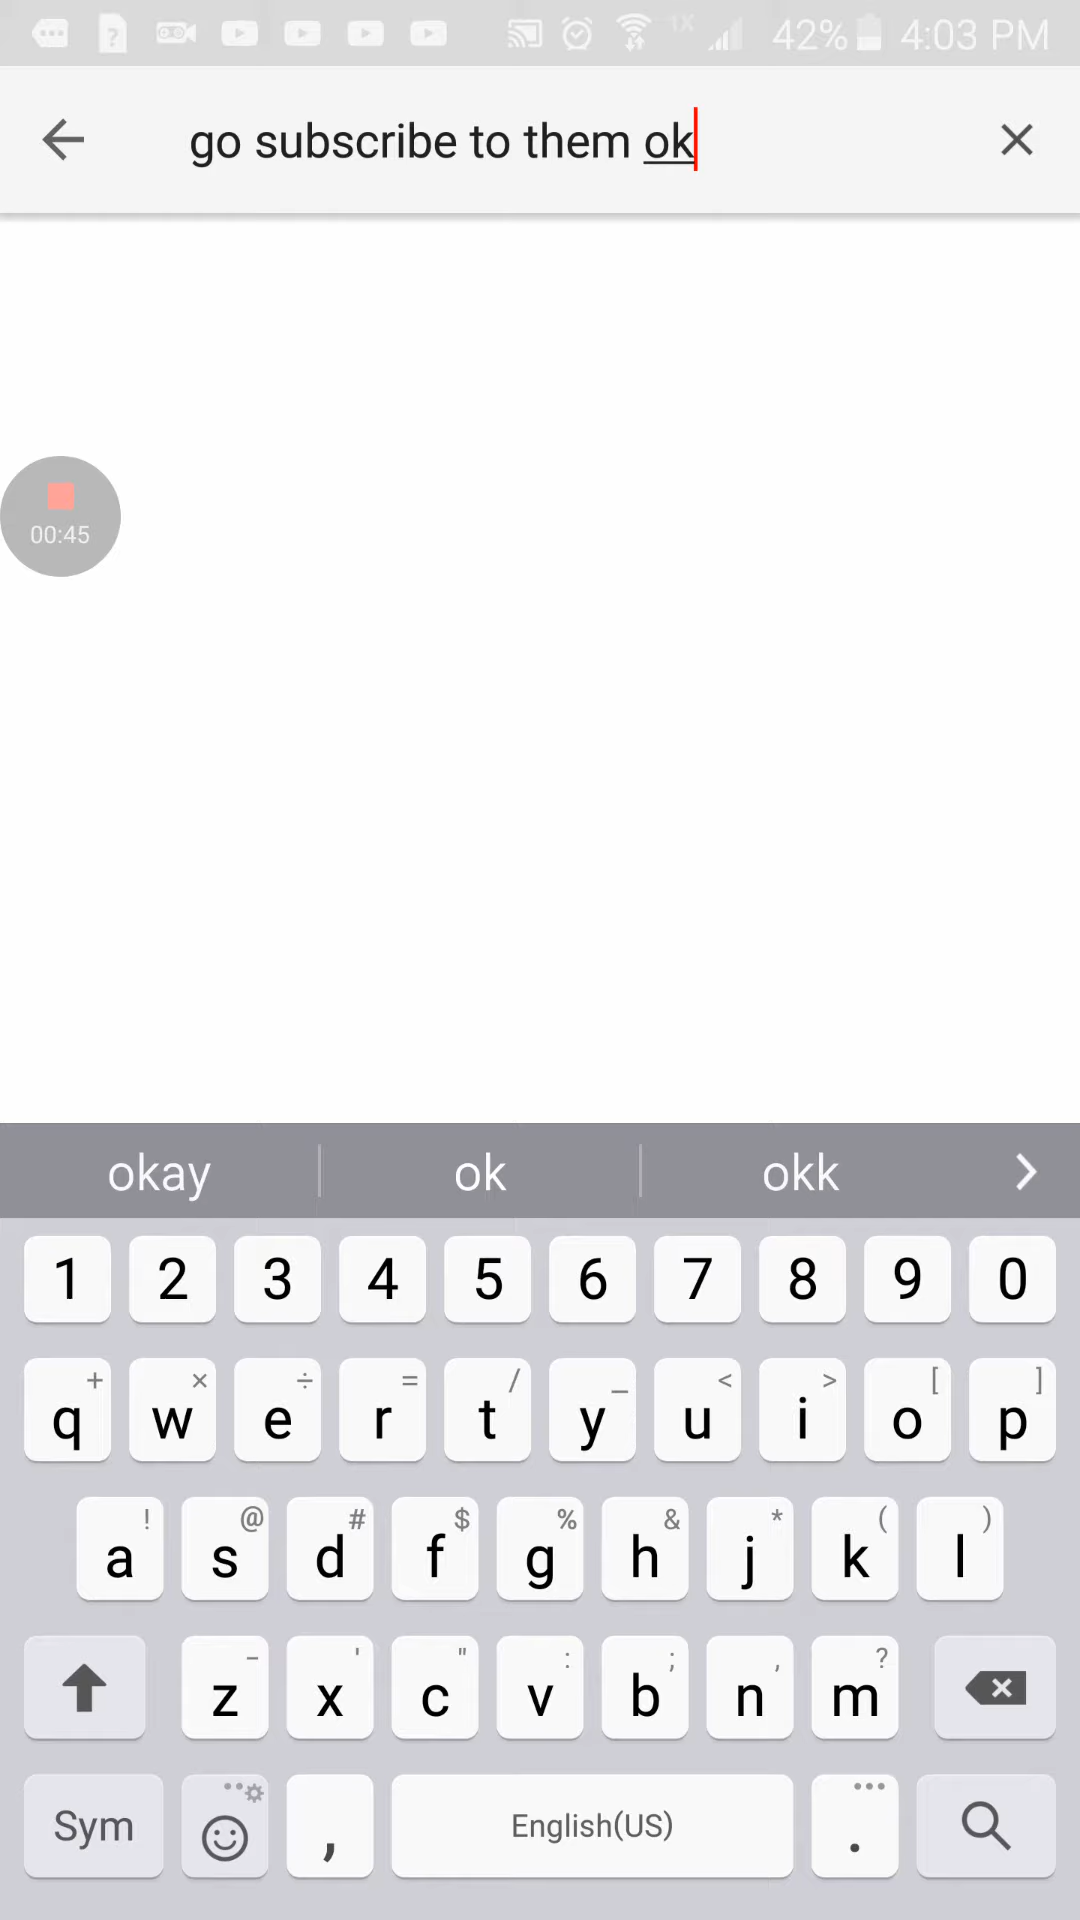 1X 42% 4:03 PM
go subscribe to them ok
00:45
okay ok okk
1 2 3 4 5 6 7 8 9 0
+ × ÷ = / _ < > [ ]
q w e r t y u i o p
! @ # $ % & * ( )
a s d f g h j k l
- ' " : ; , ?
z x c v b n m
Sym , English(US) .